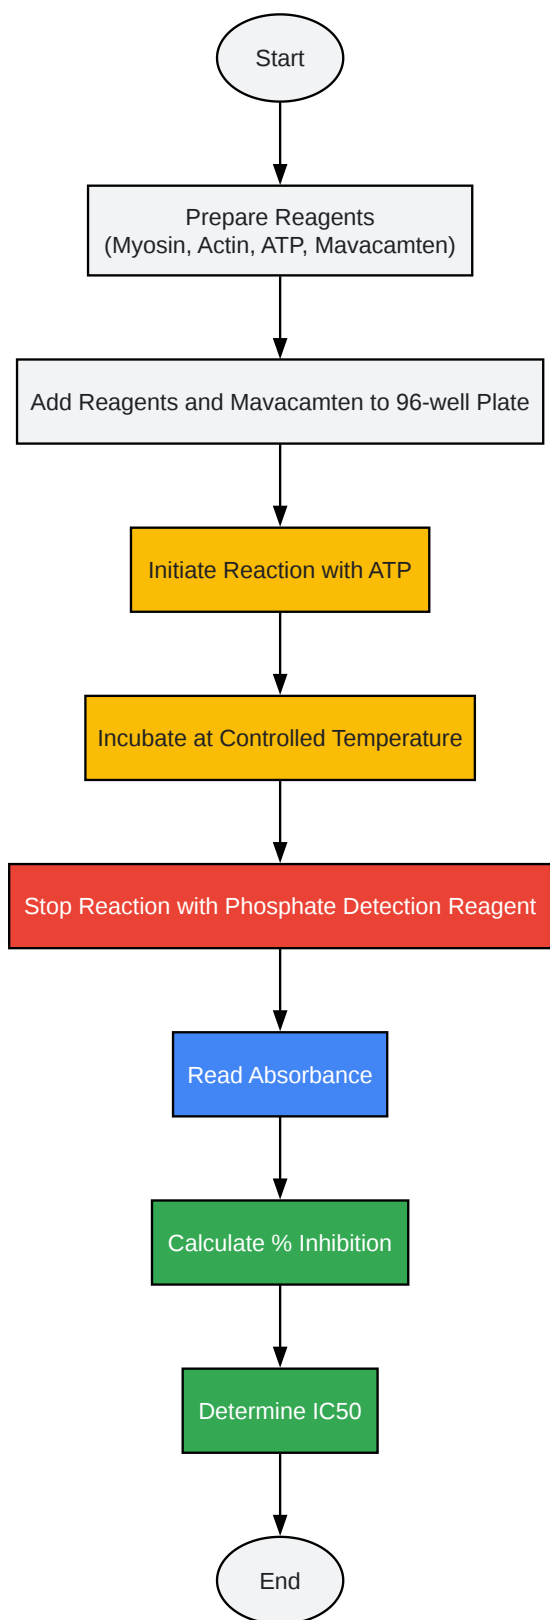 Start
Prepare Reagents
(Myosin, Actin, ATP, Mavacamten)
Add Reagents and Mavacamten to 96-well Plate
Initiate Reaction with ATP
Incubate at Controlled Temperature
Stop Reaction with Phosphate Detection Reagent
Read Absorbance
Calculate % Inhibition
Determine IC50
End